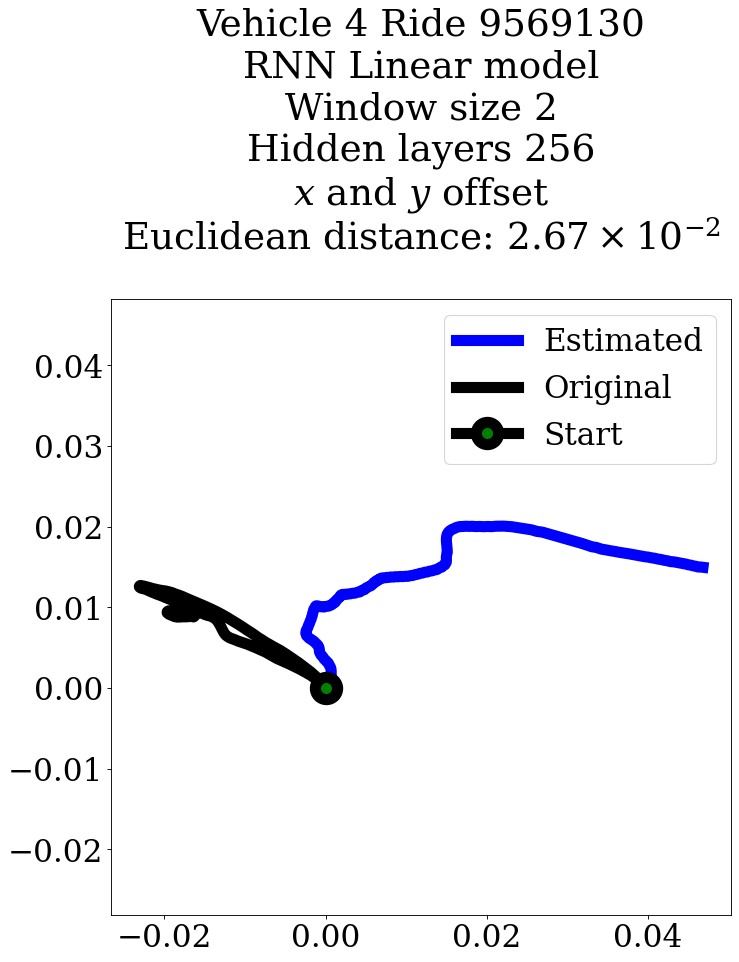 Vehicle 4 Ride 9569130
RNN Linear model
Window size 2
Hidden layers 256
x and y offset
Euclidean distance: 2.67 × 10⁻²
Estimated
Original
Start
0.04
0.03
0.02
0.01
0.00
−0.01
−0.02
−0.02 0.00 0.02 0.04